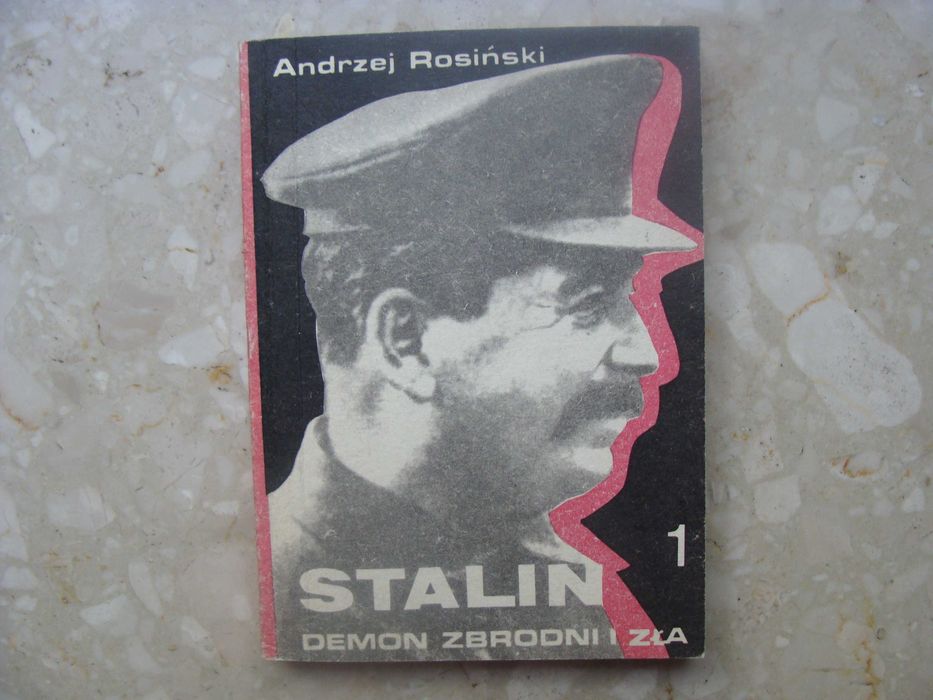 Andrzej Rosiński
1
STALIN
DEMON ZBRODNI I ZŁA